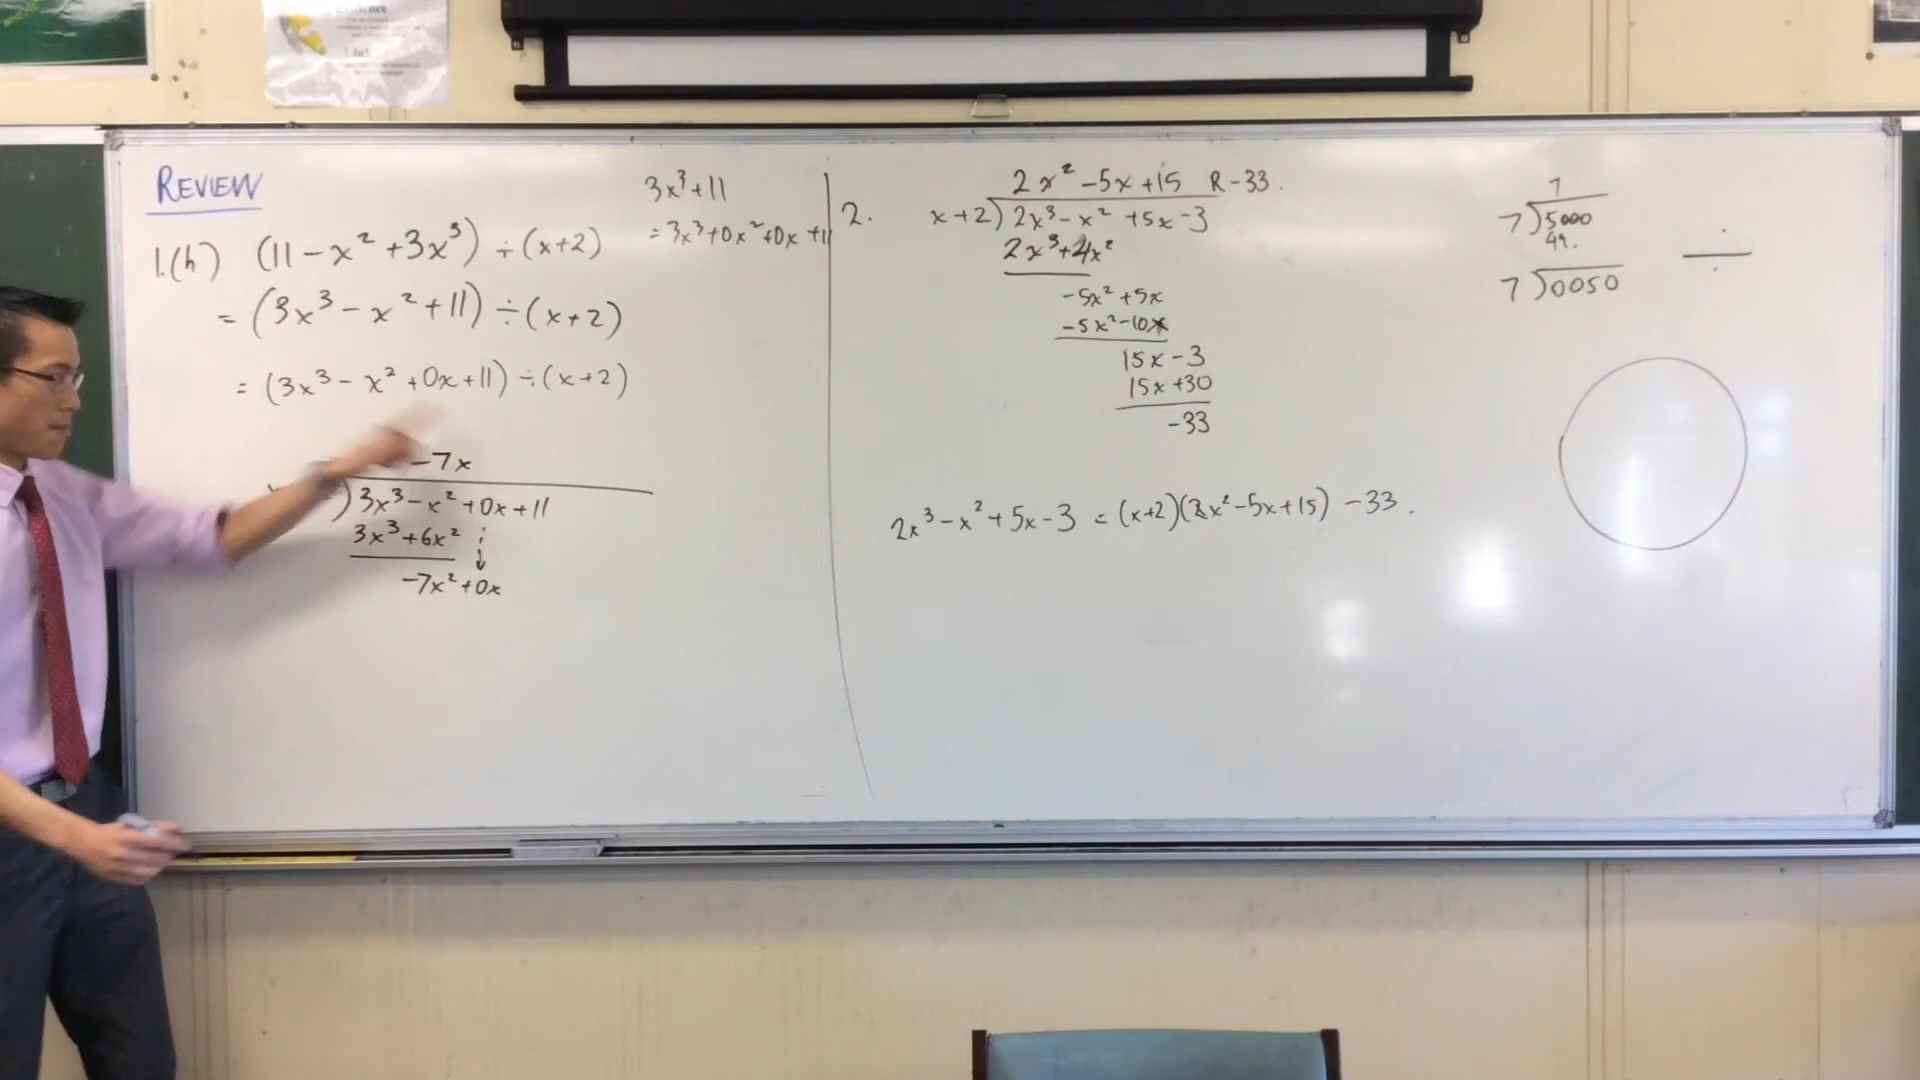 REVIEW
1.(h) (11 - x² + 3x³) ÷ (x+2)
= (3x³ - x² + 11) ÷ (x+2)
= (3x³ - x² + 0x + 11) ÷ (x+2)
- 7x
) 3x³ - x² + 0x + 11
3x³ + 6x²
-7x² + 0x
3x³ + 11
= 3x³ + 0x² + 0x + 11
2x² - 5x + 15 R -33.
2. x+2 ) 2x³ - x² + 5x - 3
2x³ + 4x²
-5x² + 5x
-5x² - 10x
15x - 3
15x + 30
-33
2x³ - x² + 5x - 3 = (x+2)(2x² - 5x + 15) - 33.
7
7 ) 5000
49.
7 ) 0050
÷